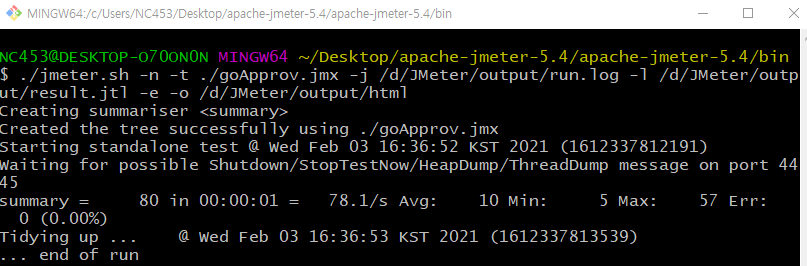 MINGW64:/c/Users/NC453/Desktop/apache-jmeter-5.4/apache-jmeter-5.4/bin
NC453@DESKTOP-O7OON0N MINGW64 ~/Desktop/apache-jmeter-5.4/apache-jmeter-5.4/bin
$ ./jmeter.sh -n -t ./goApprov.jmx -j /d/JMeter/output/run.log -l /d/JMeter/outp
ut/result.jtl -e -o /d/JMeter/output/html
Creating summariser <summary>
Created the tree successfully using ./goApprov.jmx
Starting standalone test @ Wed Feb 03 16:36:52 KST 2021 (1612337812191)
Waiting for possible Shutdown/StopTestNow/HeapDump/ThreadDump message on port 44
45
summary =     80 in 00:00:01 =   78.1/s Avg:    10 Min:     5 Max:    57 Err:
  0 (0.00%)
Tidying up ...    @ Wed Feb 03 16:36:53 KST 2021 (1612337813539)
... end of run